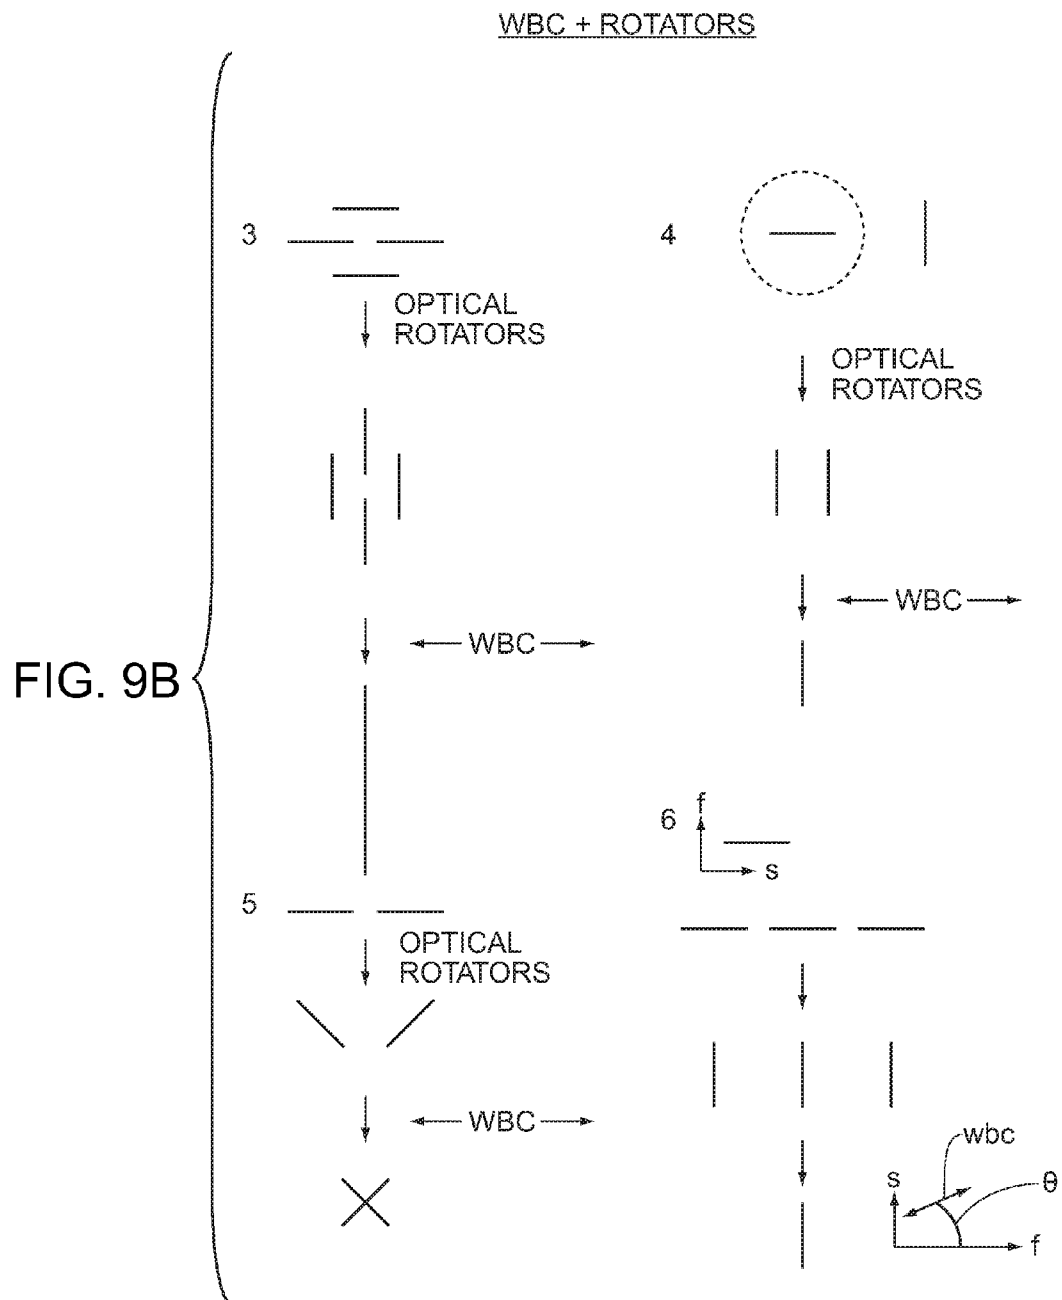 WBC + ROTATORS
3
OPTICAL
ROTATORS
WBC
4
OPTICAL
ROTATORS
WBC
FIG. 9B
5
OPTICAL
ROTATORS
WBC
6
f
s
wbc
s
θ
f